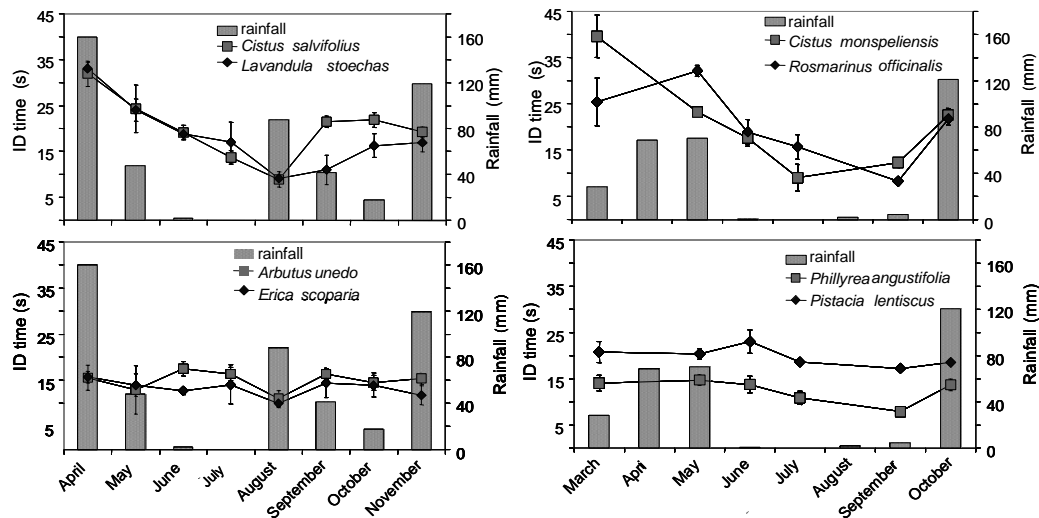 45
35
25
15
5
ID time (s)
rainfall
Cistus salvifolius
Lavandula stoechas
160
120
80
40
0
Rainfall (mm)
45
35
25
15
5
ID time (s)
rainfall
Cistus monspeliensis
Rosmarinus officinalis
160
120
80
40
0
Rainfall (mm)
45
35
25
15
5
ID time (s)
rainfall
Arbutus unedo
Erica scoparia
160
120
80
40
0
Rainfall (mm)
April
May
June
July
August
September
October
November
45
35
25
15
5
ID time (s)
rainfall
Phillyrea angustifolia
Pistacia lentiscus
160
120
80
40
0
Rainfall (mm)
March
Apri
May
June
July
August
September
October